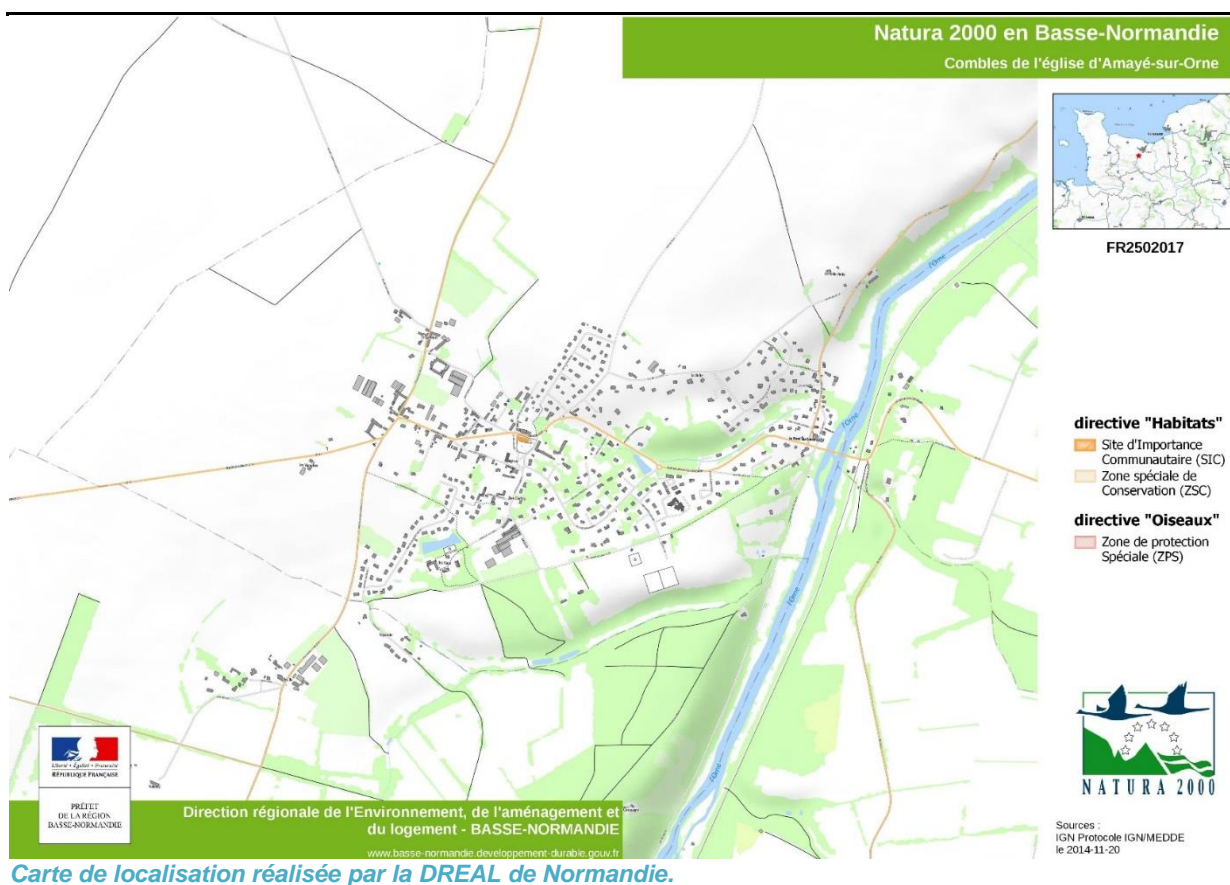 Natura 2000 en Basse-Normandie
Combles de l'église d'Amayé-sur-Orne
FR2502017
l'Orne
l'Orne
l'Orne
l'Orne
directive "Habitats"
Site d'Importance
Communautaire (SIC)
Zone spéciale de
Conservation (ZSC)
directive "Oiseaux"
Zone de protection
Spéciale (ZPS)
Liberté • Égalité • Fraternité
RÉPUBLIQUE FRANÇAISE
PRÉFET
DE LA RÉGION
BASSE-NORMANDIE
Direction régionale de l'Environnement, de l'aménagement et
du logement - BASSE-NORMANDIE
www.basse-normandie.developpement-durable.gouv.fr
NATURA 2000
Sources :
IGN Protocole IGN/MEDDE
le 2014-11-20
Carte de localisation réalisée par la DREAL de Normandie.